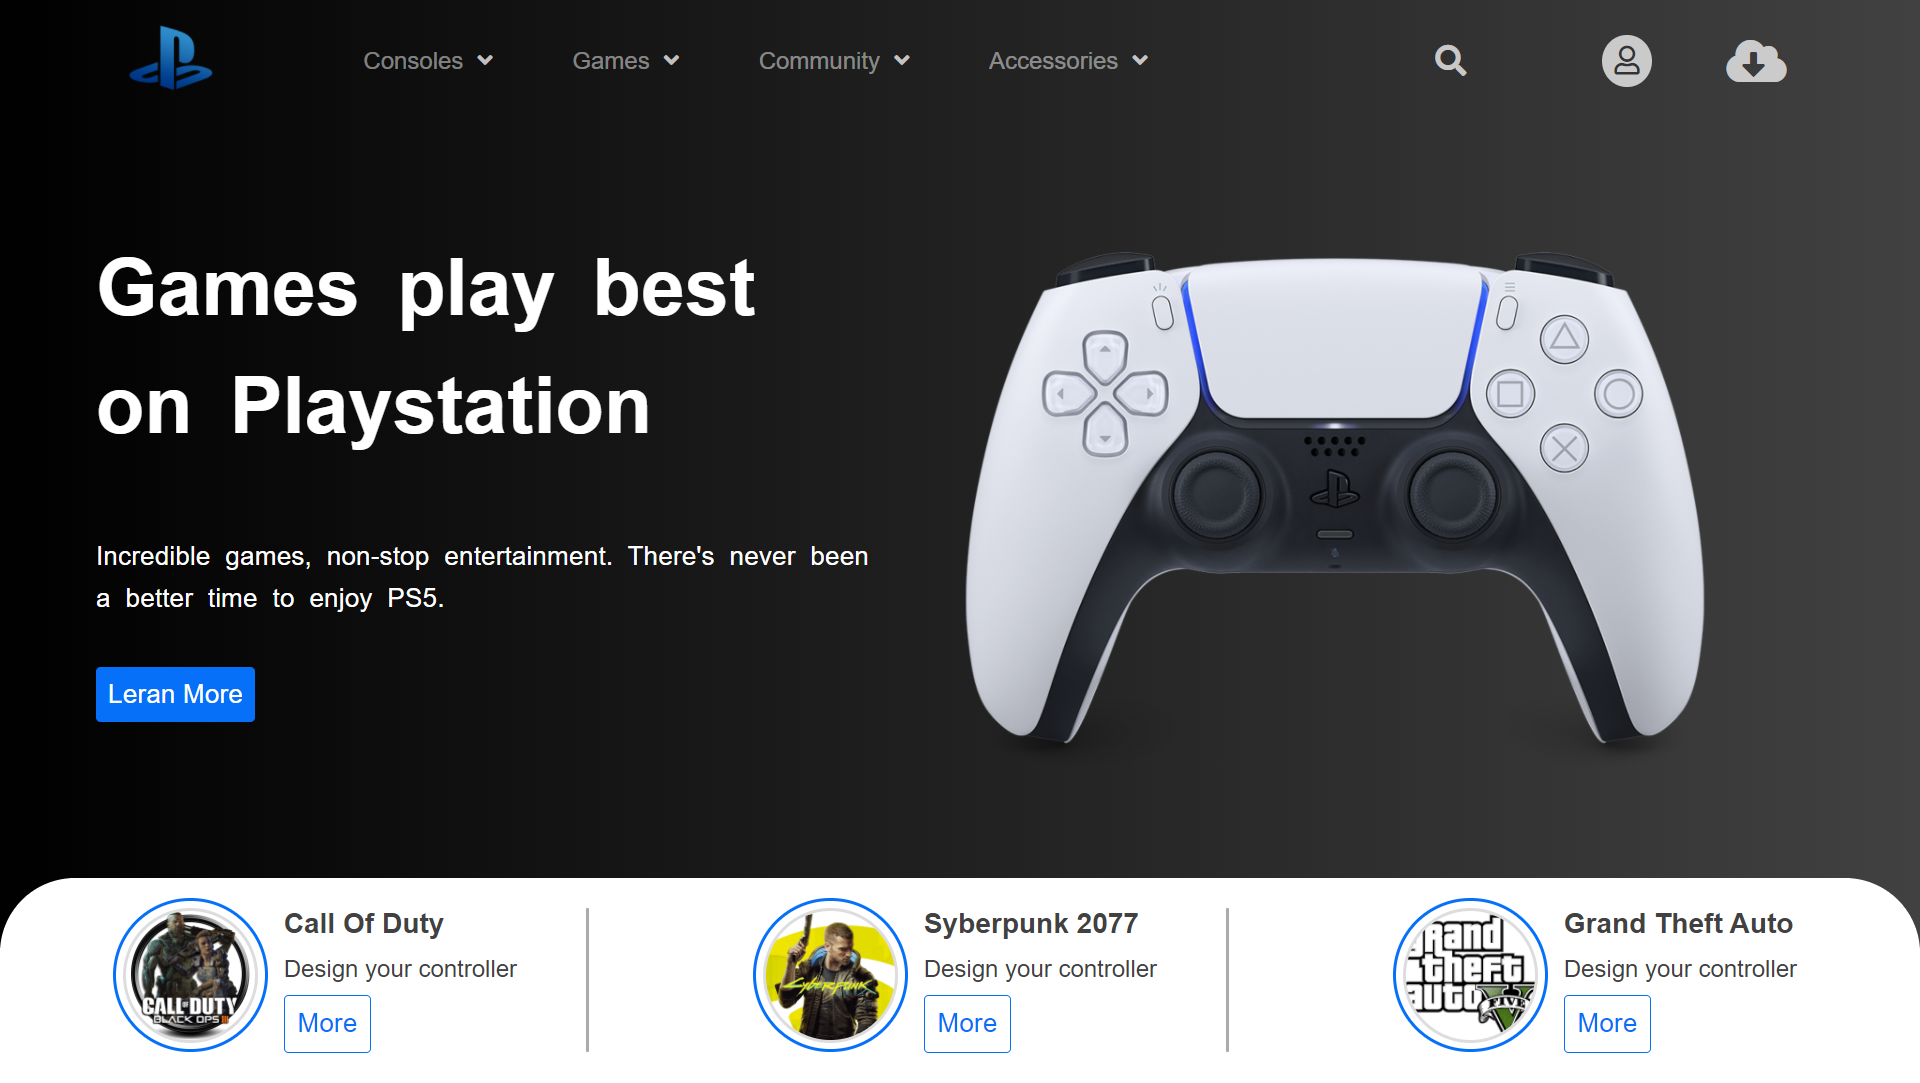 Consoles Games Community Accessories
Games play best
on Playstation
Incredible games, non-stop entertainment. There's never been
a better time to enjoy PS5.
Leran More
Call Of Duty
Design your controller
More
CALL OF DUTY
BLACK OPS III
Syberpunk 2077
Design your controller
More
Cyberpunk
Grand Theft Auto
Design your controller
More
grand
theft
auto
FIVE